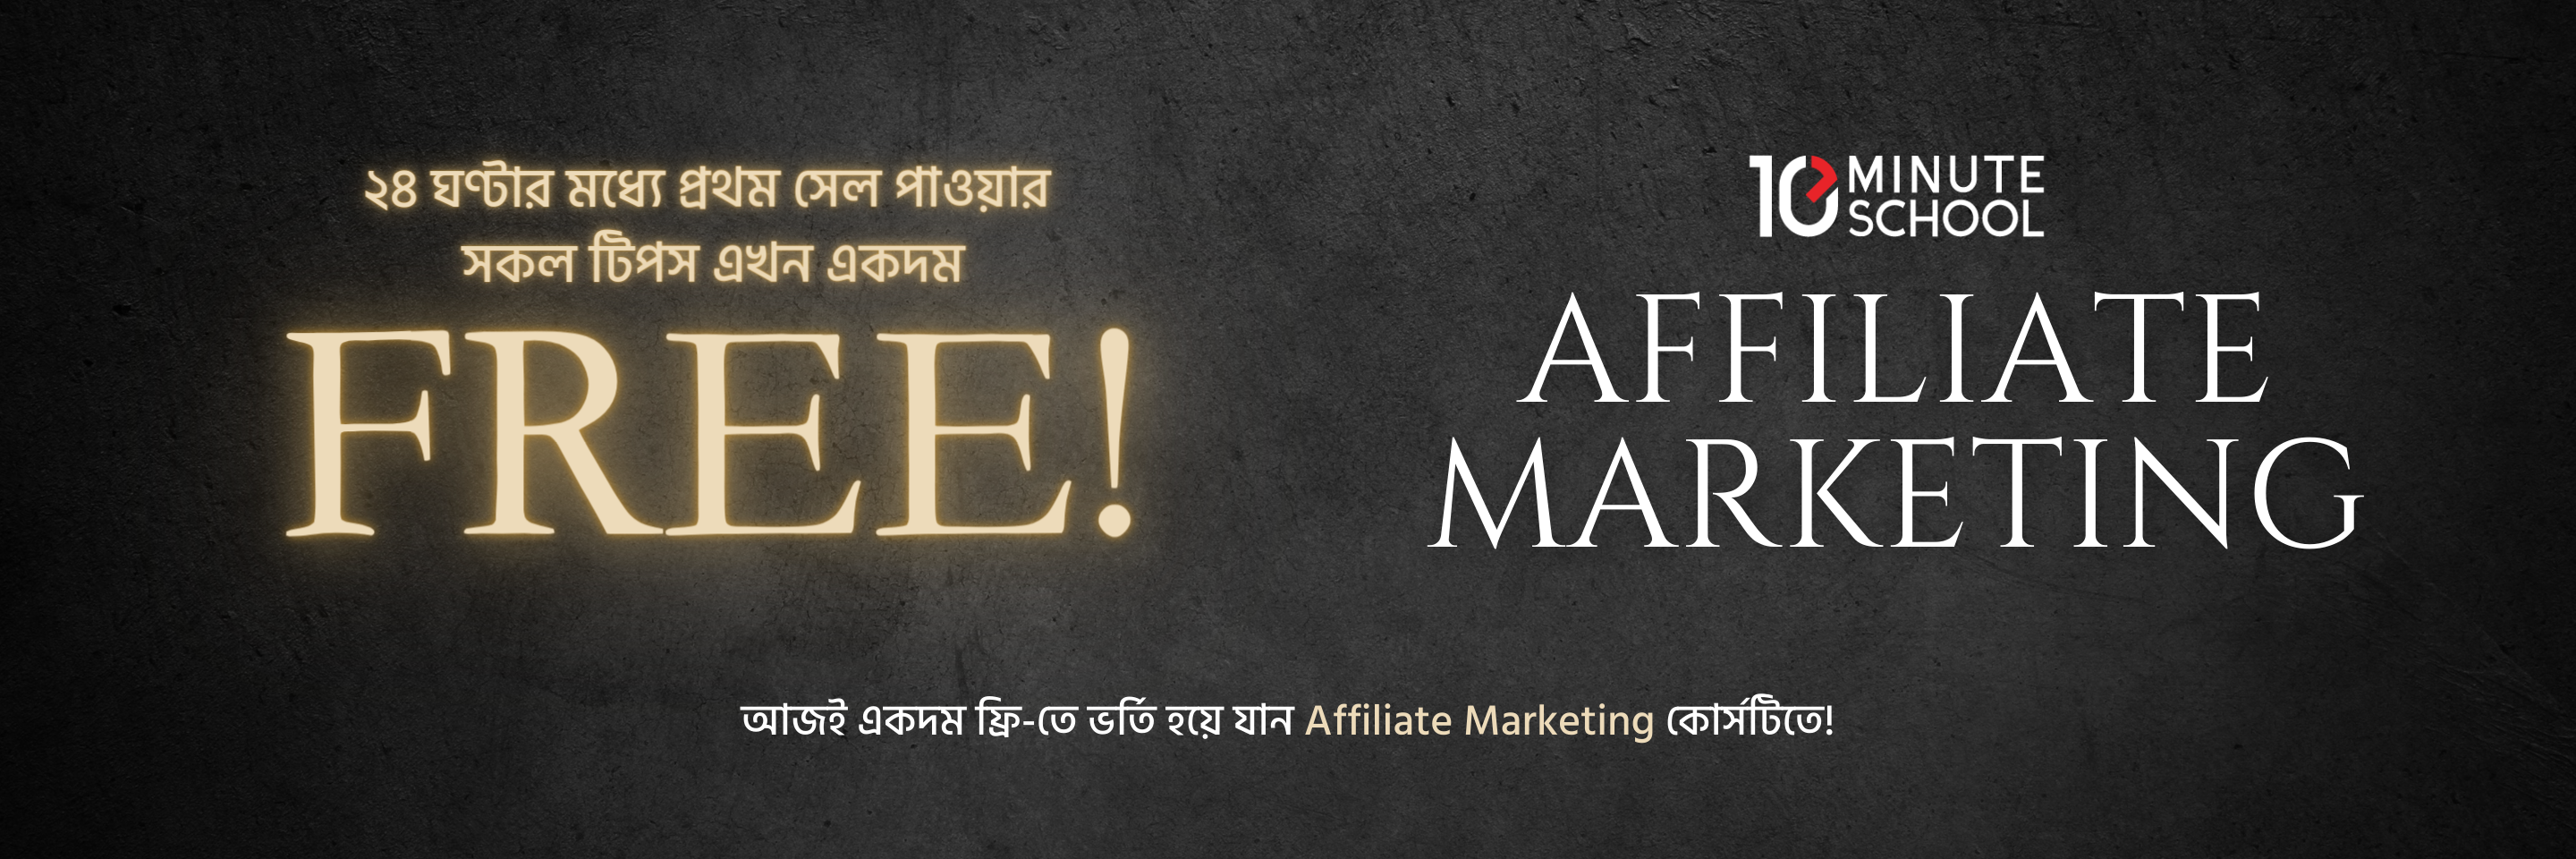 ২৪ ঘণ্টার মধ্যে প্রথম সেল পাওয়ার
সকল টিপস এখন একদম
FREE!
10 MINUTE
SCHOOL
AFFILIATE
MARKETING
আজই একদম ফ্রি-তে ভর্তি হয়ে যান Affiliate Marketing কোর্সটিতে!